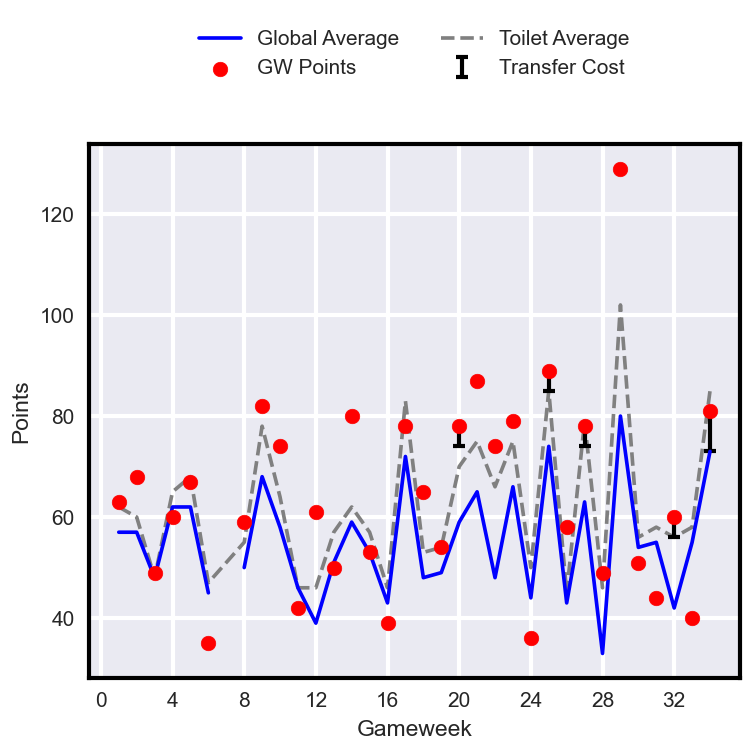 Global Average
Toilet Average
GW Points
Transfer Cost
120
100
80
60
40
Points
0 4 8 12 16 20 24 28 32
Gameweek